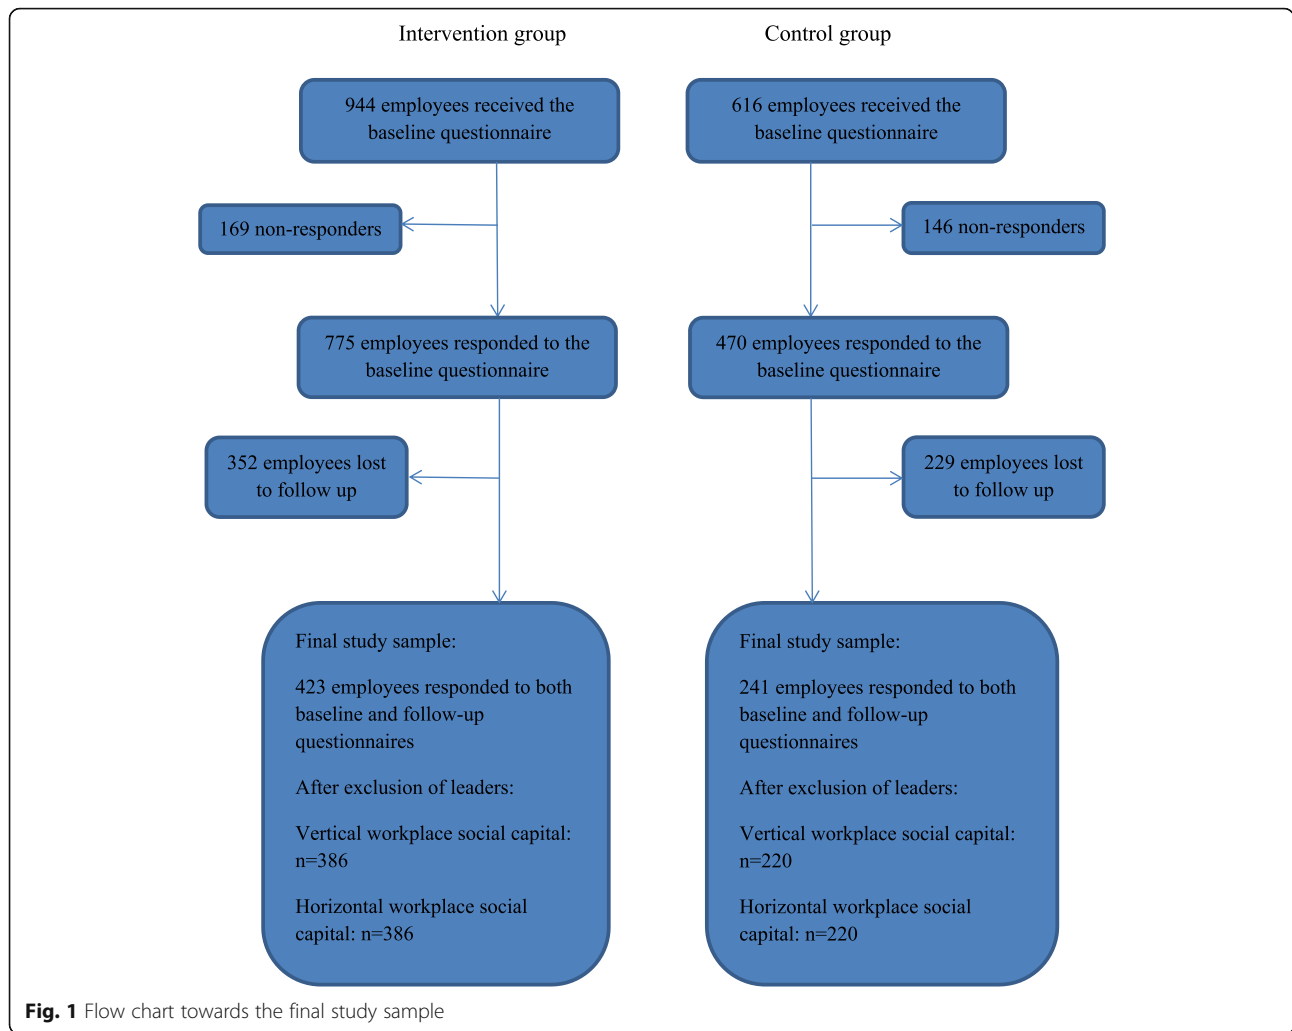 Intervention group
Control group
944 employees received the
baseline questionnaire
616 employees received the
baseline questionnaire
169 non-responders
146 non-responders
775 employees responded to the
baseline questionnaire
470 employees responded to the
baseline questionnaire
352 employees lost
to follow up
229 employees lost
to follow up
Final study sample:
423 employees responded to both
baseline and follow-up
questionnaires
After exclusion of leaders:
Vertical workplace social capital:
n=386
Horizontal workplace social
capital: n=386
Final study sample:
241 employees responded to both
baseline and follow-up
questionnaires
After exclusion of leaders:
Vertical workplace social capital:
n=220
Horizontal workplace social
capital: n=220
Fig. 1 Flow chart towards the final study sample